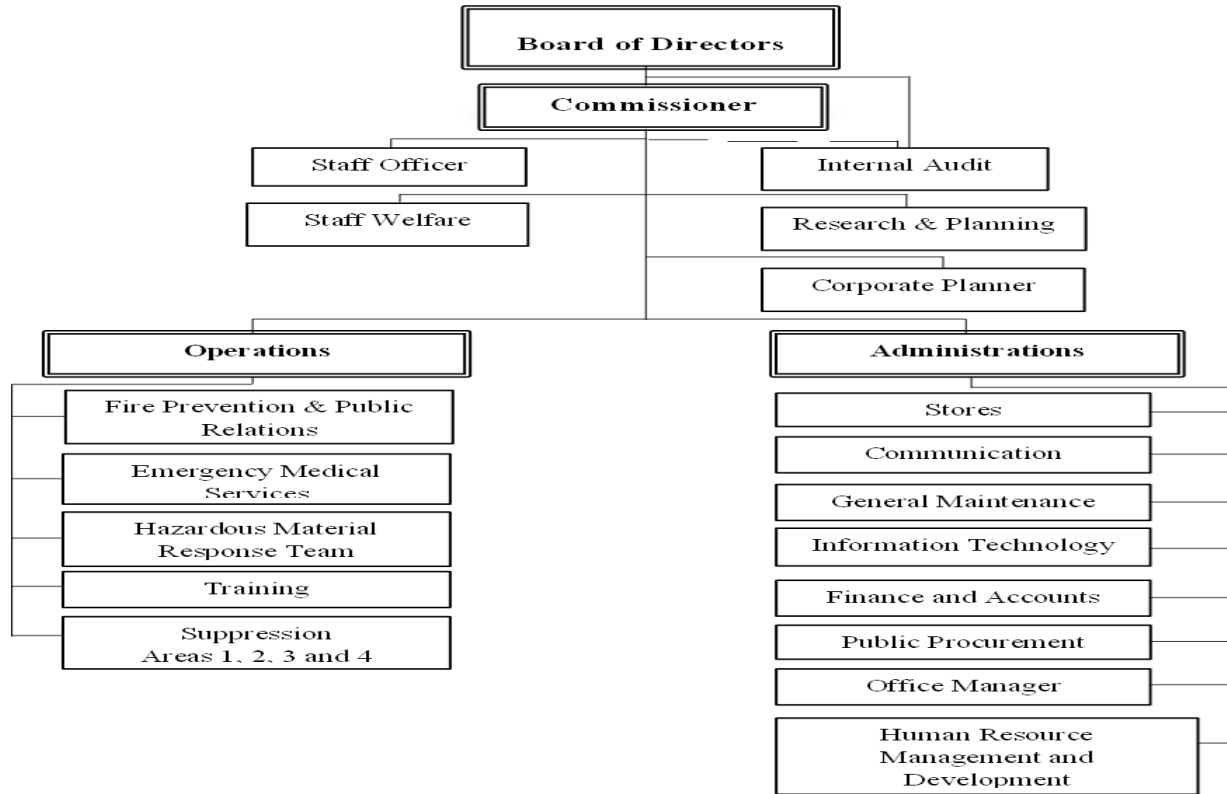 Board of Directors
Commissioner
Staff Officer
Internal Audit
Staff Welfare
Research & Planning
Corporate Planner
Operations
Fire Prevention & Public
Relations
Emergency Medical
Services
Hazardous Material
Response Team
Training
Suppression
Areas 1, 2, 3 and 4
Administrations
Stores
Communication
General Maintenance
Information Technology
Finance and Accounts
Public Procurement
Office Manager
Human Resource
Management and
Development